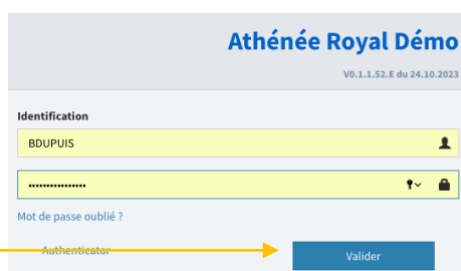 Athénée Royal Démo
V0.1.1.52.E du 24.10.2023
Identification
BDUPUIS
••••••••••••••••
Mot de passe oublié ?
Authenticator
Valider